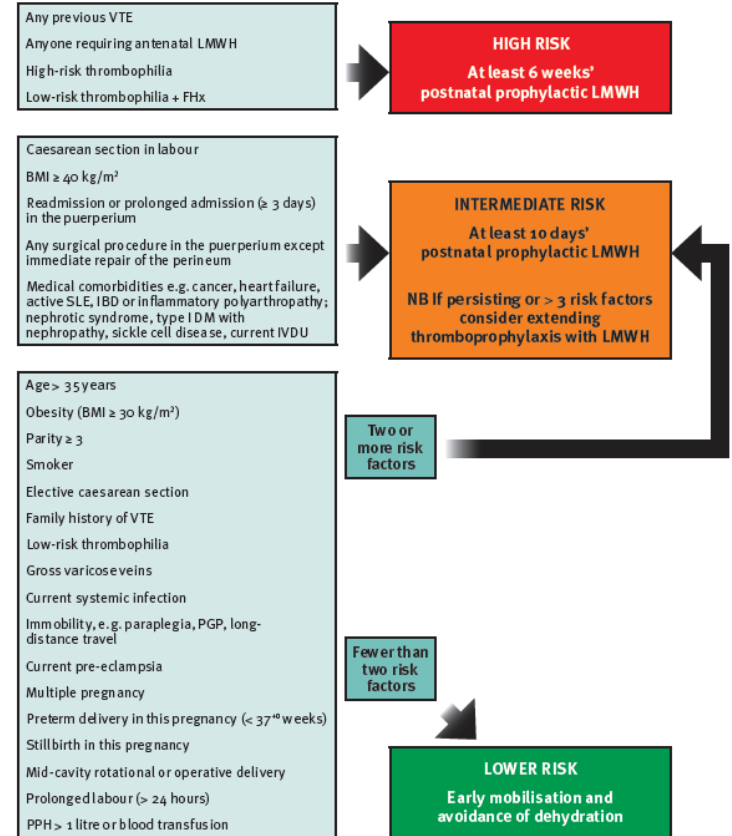 Any previous VTE
Anyone requiring antenatal LMWH
High-risk thrombophilia
Low-risk thrombophilia + FHx
HIGH RISK
At least 6 weeks'
postnatal prophylactic LMWH
Caesarean section in labour
BMI ≥ 40 kg/m²
Readmission or prolonged admission (≥ 3 days)
in the puerperium
Any surgical procedure in the puerperium except
immediate repair of the perineum
Medical comorbidities e.g. cancer, heart failure,
active SLE, IBD or inflammatory polyarthropathy;
nephrotic syndrome, type I DM with
nephropathy, sickle cell disease, current IVDU
INTERMEDIATE RISK
At least 10 days'
postnatal prophylactic LMWH
NB If persisting or > 3 risk factors
consider extending
thromboprophylaxis with LMWH
Age > 35 years
Obesity (BMI ≥ 30 kg/m²)
Parity ≥ 3
Smoker
Elective caesarean section
Family history of VTE
Low-risk thrombophilia
Gross varicose veins
Current systemic infection
Immobility, e.g. paraplegia, PGP, long-
distance travel
Current pre-eclampsia
Multiple pregnancy
Preterm delivery in this pregnancy (< 37⁺⁰ weeks)
Stillbirth in this pregnancy
Mid-cavity rotational or operative delivery
Prolonged labour (> 24 hours)
PPH > 1 litre or blood transfusion
Two or
more risk
factors
Fewer than
two risk
factors
LOWER RISK
Early mobilisation and
avoidance of dehydration